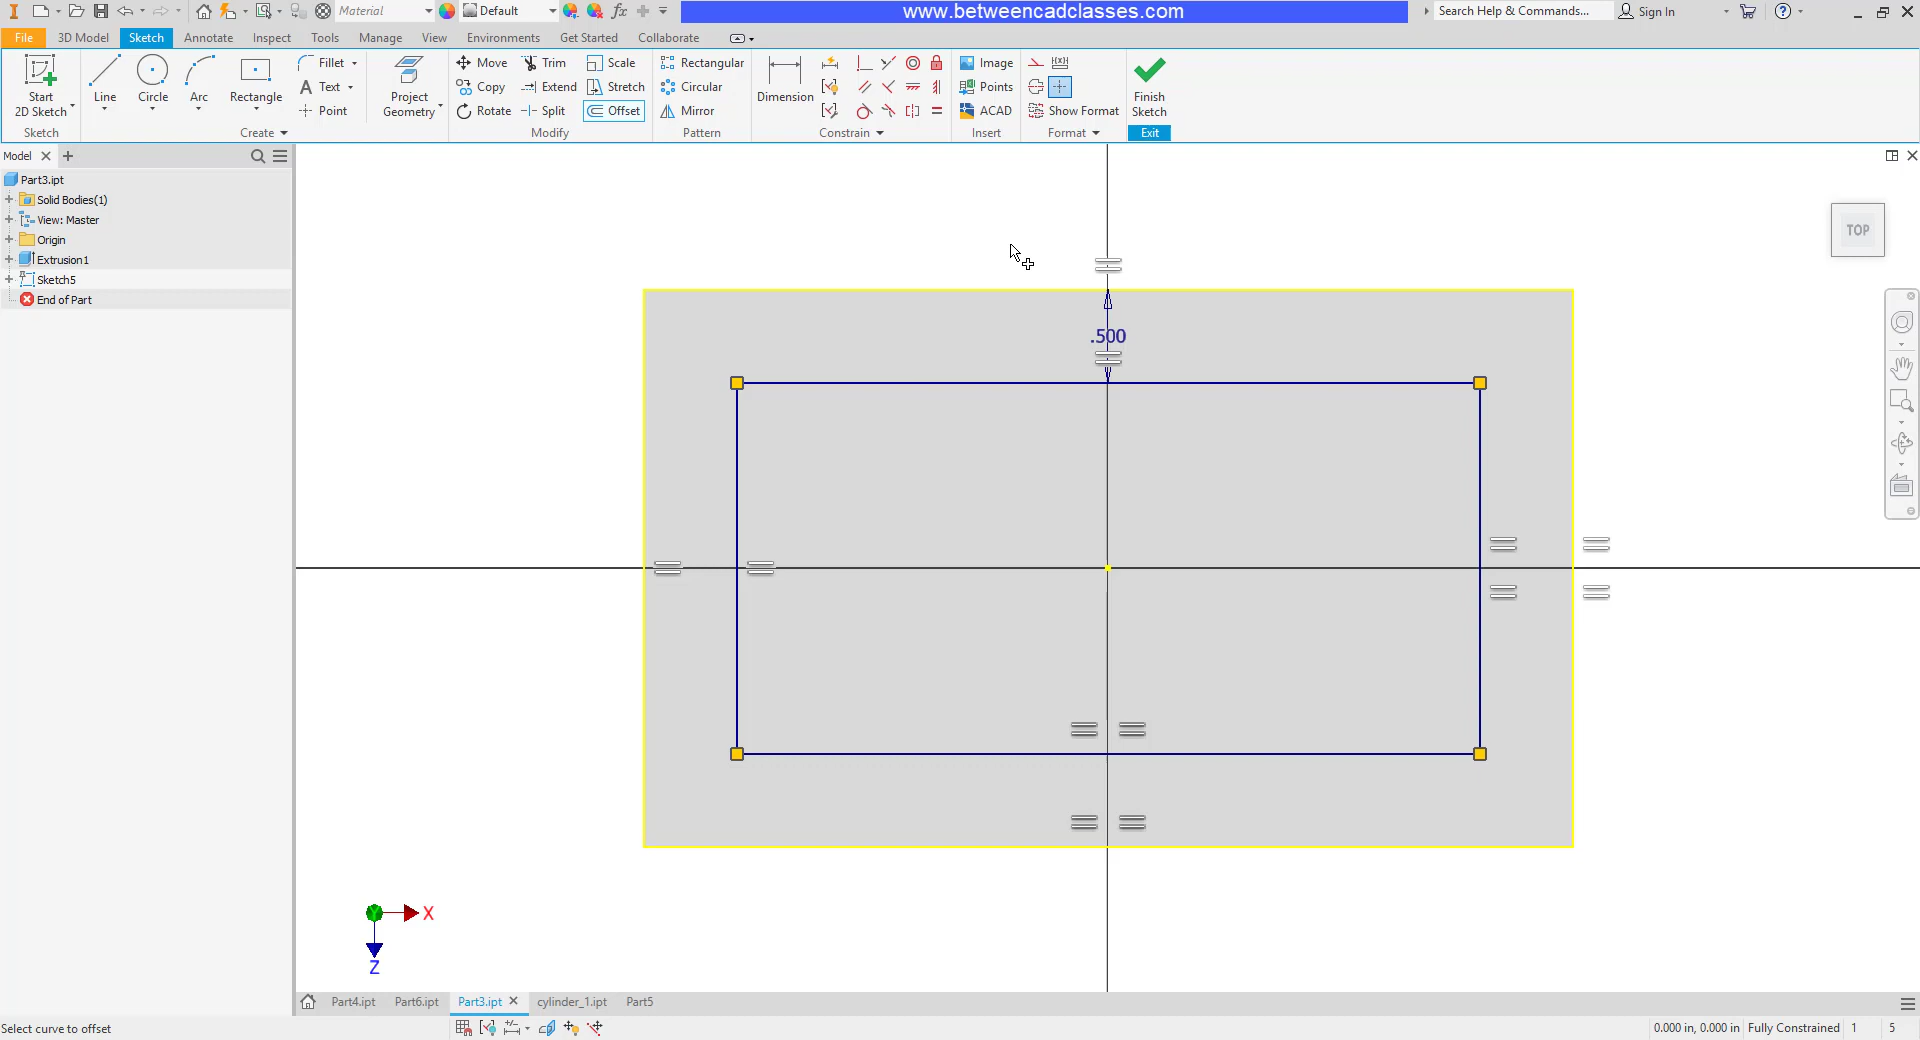 Material
Default
www.betweencadclasses.com
Search Help & Commands...
Sign In
File
3D Model
Sketch
Annotate
Inspect
Tools
Manage
View
Environments
Get Started
Collaborate
Start
2D Sketch
Line
Circle
Arc
Rectangle
Fillet
Text
Point
Project
Geometry
Move
Copy
Rotate
Trim
Extend
Split
Scale
Stretch
Offset
Rectangular
Circular
Mirror
Dimension
Image
Points
ACAD
Show Format
Finish
Sketch
Sketch
Create
Modify
Pattern
Constrain
Insert
Format
Exit
Model
Part3.ipt
Solid Bodies(1)
View: Master
Origin
Extrusion1
Sketch5
End of Part
TOP
.500
X
Z
Part4.ipt
Part6.ipt
Part3.ipt
cylinder_1.ipt
Part5
Select curve to offset
0.000 in, 0.000 in
Fully Constrained
1
5